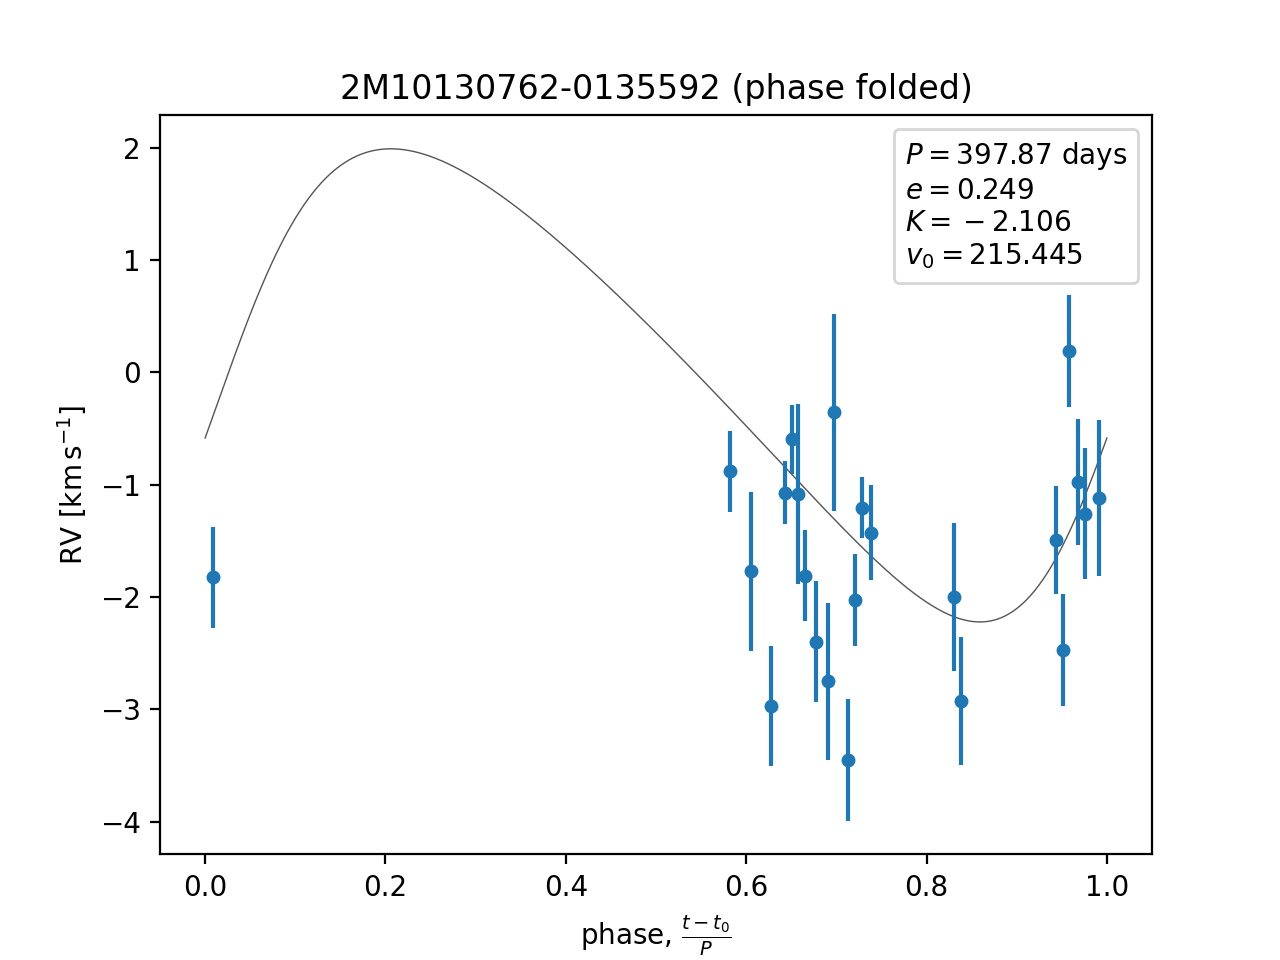 2M10130762-0135592 (phase folded)
P = 397.87 days
e = 0.249
K = −2.106
v₀ = 215.445
2
1
0
−1
−2
−3
−4
RV [km s⁻¹]
0.0 0.2 0.4 0.6 0.8 1.0
phase, (t − t₀)/P